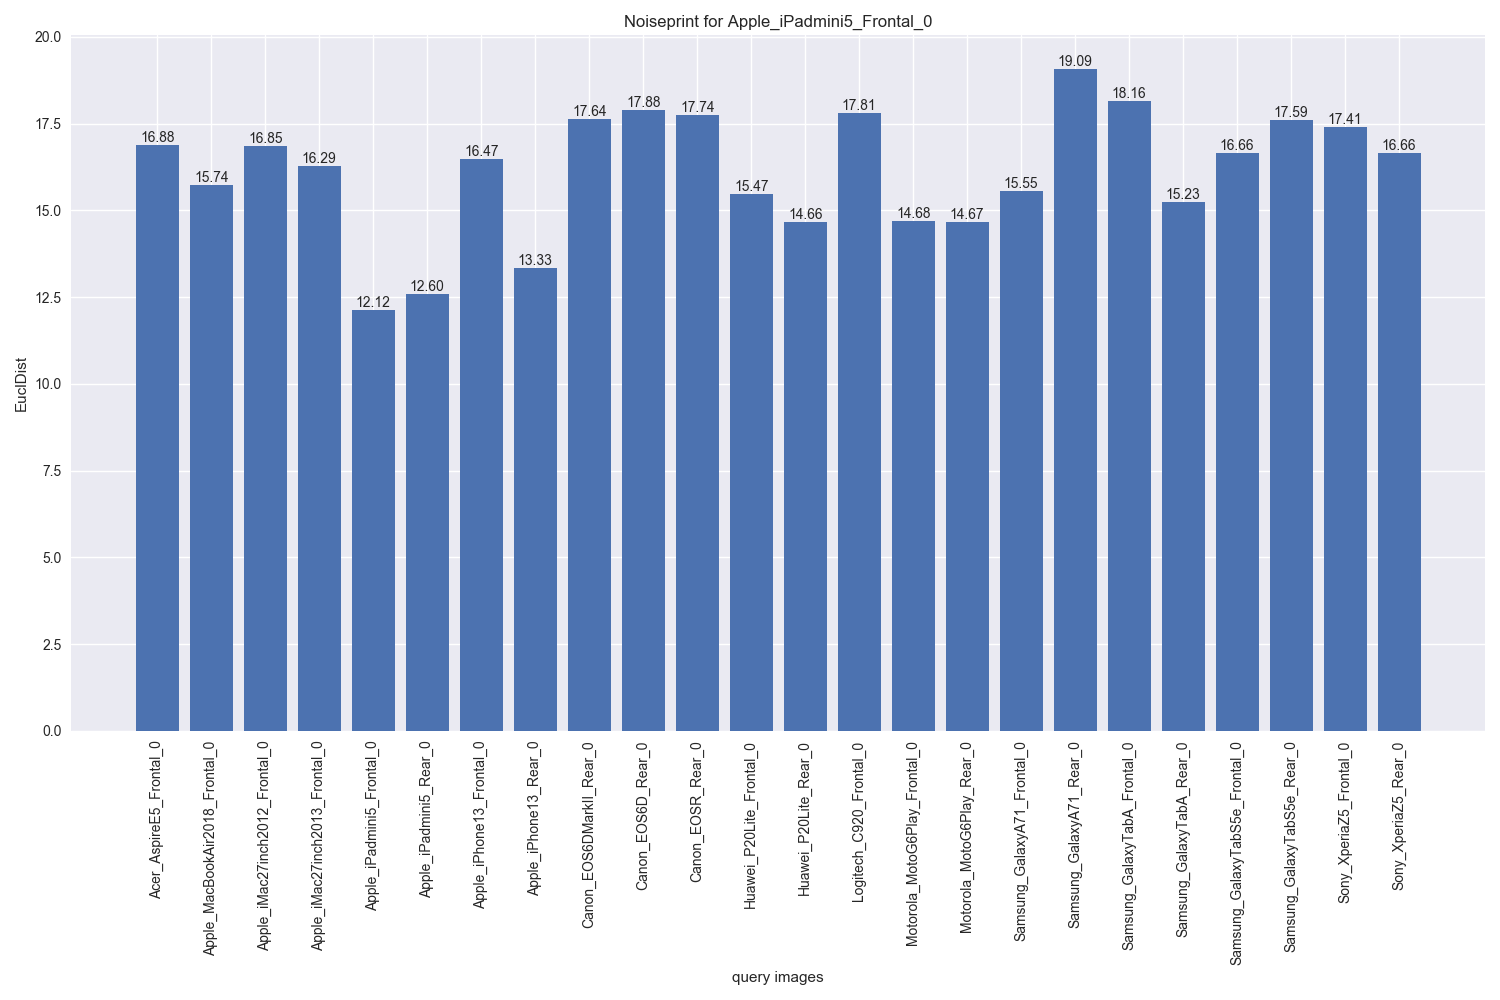 Noiseprint for Apple_iPadmini5_Frontal_0
EuclDist
20.0
17.5
15.0
12.5
10.0
7.5
5.0
2.5
0.0
16.88
15.74
16.85
16.29
12.12
12.60
16.47
13.33
17.64
17.88
17.74
15.47
14.66
17.81
14.68
14.67
15.55
19.09
18.16
15.23
16.66
17.59
17.41
16.66
Acer_AspireE5_Frontal_0
Apple_MacBookAir2018_Frontal_0
Apple_iMac27inch2012_Frontal_0
Apple_iMac27inch2013_Frontal_0
Apple_iPadmini5_Frontal_0
Apple_iPadmini5_Rear_0
Apple_iPhone13_Frontal_0
Apple_iPhone13_Rear_0
Canon_EOS6DMarkII_Rear_0
Canon_EOS6D_Rear_0
Canon_EOSR_Rear_0
Huawei_P20Lite_Frontal_0
Huawei_P20Lite_Rear_0
Logitech_C920_Frontal_0
Motorola_MotoG6Play_Frontal_0
Motorola_MotoG6Play_Rear_0
Samsung_GalaxyA71_Frontal_0
Samsung_GalaxyA71_Rear_0
Samsung_GalaxyTabA_Frontal_0
Samsung_GalaxyTabA_Rear_0
Samsung_GalaxyTabS5e_Frontal_0
Samsung_GalaxyTabS5e_Rear_0
Sony_XperiaZ5_Frontal_0
Sony_XperiaZ5_Rear_0
query images